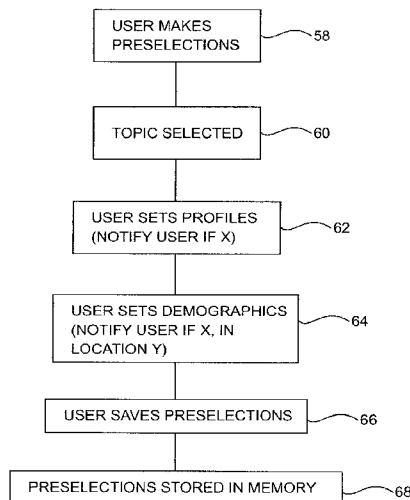 USER MAKES
PRESELECTIONS
58
TOPIC SELECTED
60
USER SETS PROFILES
(NOTIFY USER IF X)
62
USER SETS DEMOGRAPHICS
(NOTIFY USER IF X, IN
LOCATION Y)
64
USER SAVES PRESELECTIONS
66
PRESELECTIONS STORED IN MEMORY
68